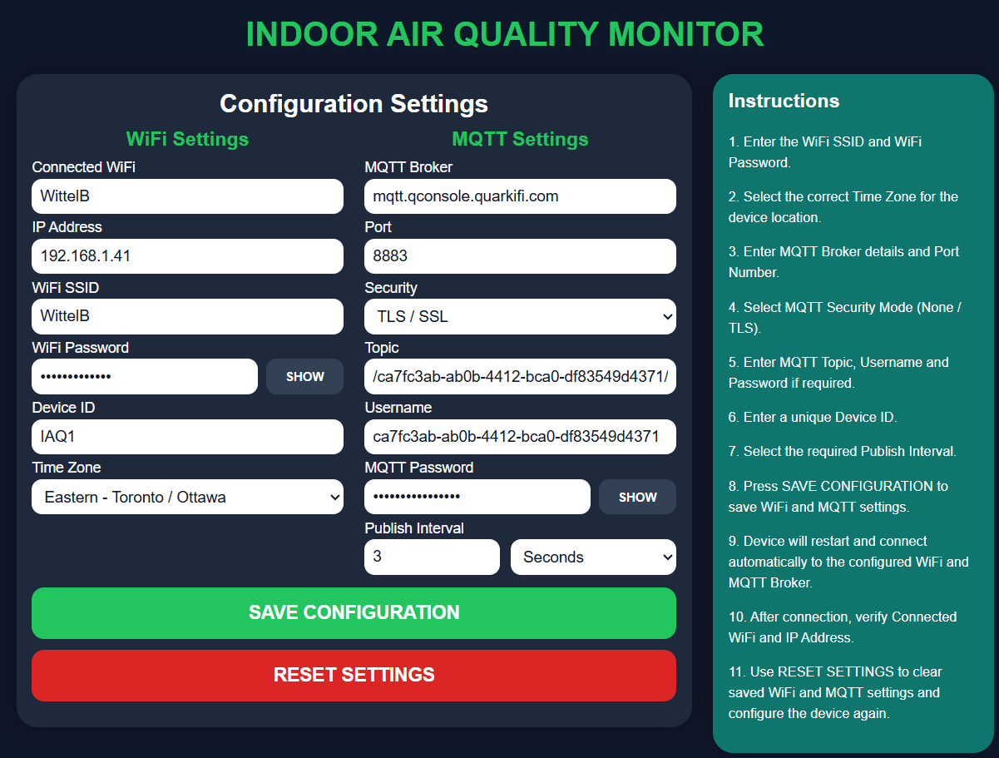 INDOOR AIR QUALITY MONITOR
Configuration Settings
WiFi Settings
Connected WiFi
WittelB
IP Address
192.168.1.41
WiFi SSID
WittelB
WiFi Password
•••••••••••••
SHOW
Device ID
IAQ1
Time Zone
Eastern - Toronto / Ottawa
MQTT Settings
MQTT Broker
mqtt.qconsole.quarkifi.com
Port
8883
Security
TLS / SSL
Topic
/ca7fc3ab-ab0b-4412-bca0-df83549d4371/
Username
ca7fc3ab-ab0b-4412-bca0-df83549d4371
MQTT Password
••••••••••••••••
SHOW
Publish Interval
3
Seconds
SAVE CONFIGURATION
RESET SETTINGS
Instructions
1. Enter the WiFi SSID and WiFi
Password.
2. Select the correct Time Zone for the
device location.
3. Enter MQTT Broker details and Port
Number.
4. Select MQTT Security Mode (None /
TLS).
5. Enter MQTT Topic, Username and
Password if required.
6. Enter a unique Device ID.
7. Select the required Publish Interval.
8. Press SAVE CONFIGURATION to
save WiFi and MQTT settings.
9. Device will restart and connect
automatically to the configured WiFi and
MQTT Broker.
10. After connection, verify Connected
WiFi and IP Address.
11. Use RESET SETTINGS to clear
saved WiFi and MQTT settings and
configure the device again.